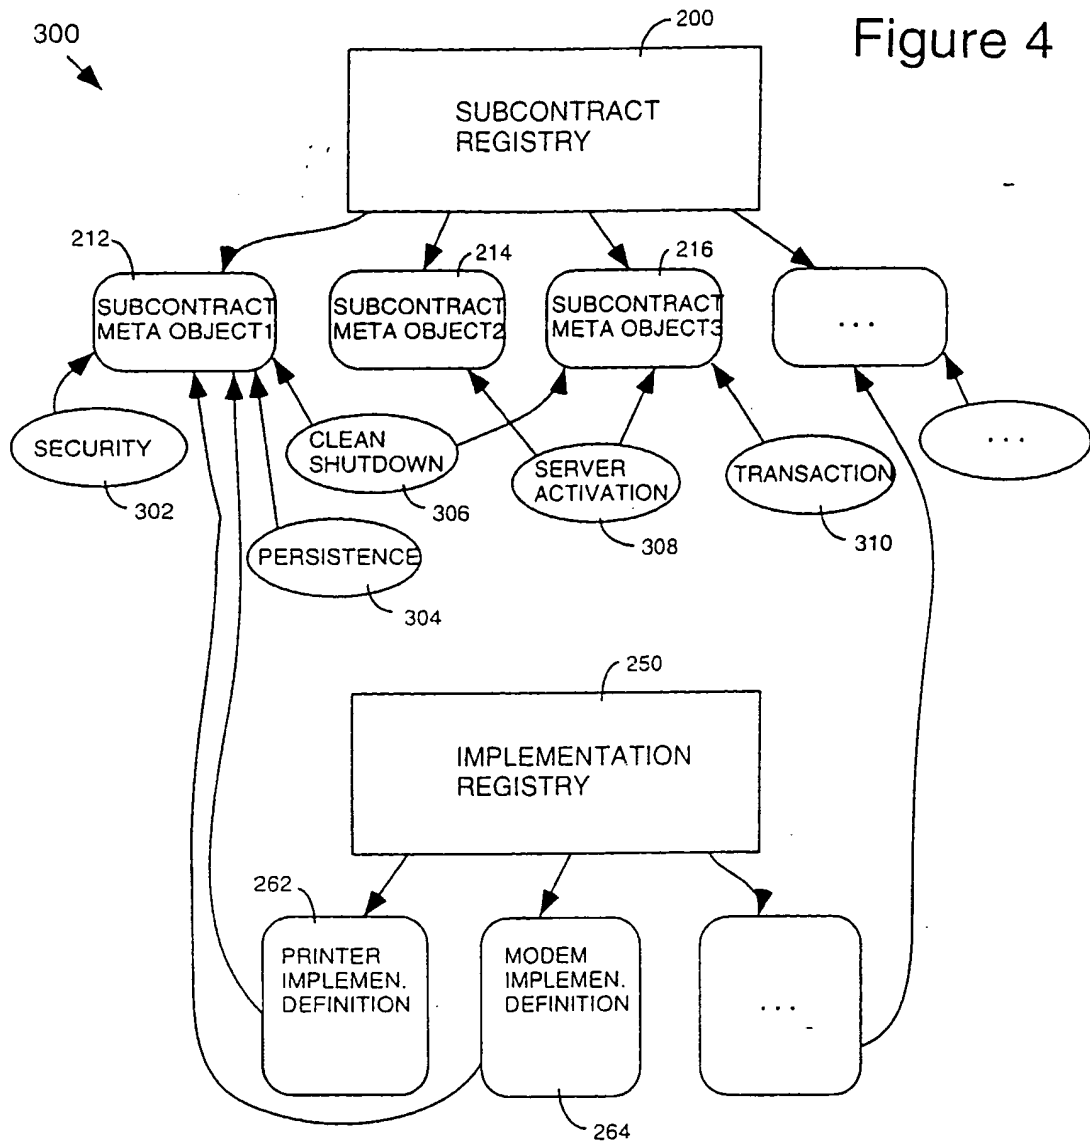 300
200
Figure 4
SUBCONTRACT
REGISTRY
212
214
216
SUBCONTRACT
META OBJECT1
SUBCONTRACT
META OBJECT2
SUBCONTRACT
META OBJECT3
...
SECURITY
302
CLEAN
SHUTDOWN
306
SERVER
ACTIVATION
308
TRANSACTION
310
...
PERSISTENCE
304
250
IMPLEMENTATION
REGISTRY
262
PRINTER
IMPLEMEN.
DEFINITION
MODEM
IMPLEMEN.
DEFINITION
...
264